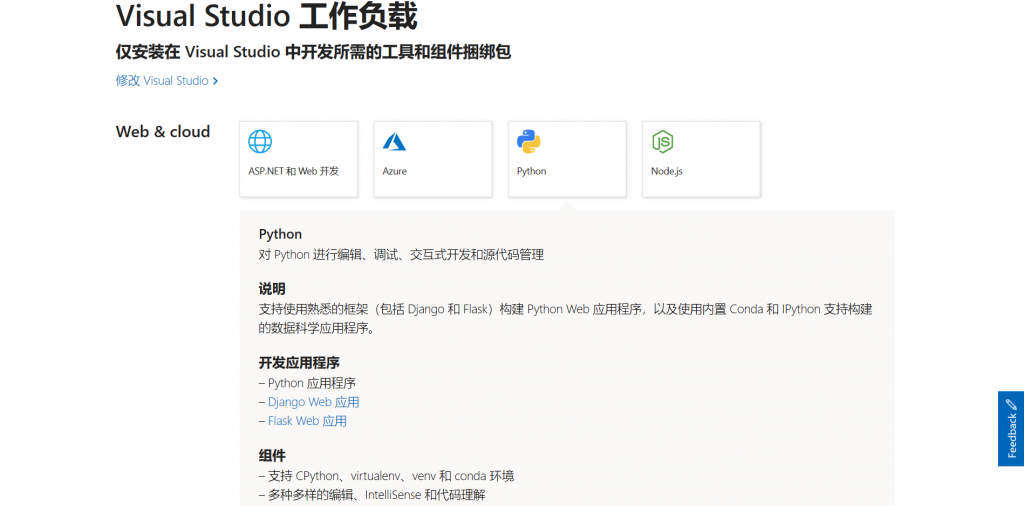 Visual Studio 工作负载
仅安装在 Visual Studio 中开发所需的工具和组件捆绑包
修改 Visual Studio
Web & cloud
ASP.NET 和 Web 开发
Azure
Python
Node.js
Python
对 Python 进行编辑、调试、交互式开发和源代码管理
说明
支持使用熟悉的框架（包括 Django 和 Flask）构建 Python Web 应用程序，以及使用内置 Conda 和 IPython 支持构建
的数据科学应用程序。
开发应用程序
– Python 应用程序
– Django Web 应用
– Flask Web 应用
组件
– 支持 CPython、virtualenv、venv 和 conda 环境
– 多种多样的编辑、IntelliSense 和代码理解
Feedback